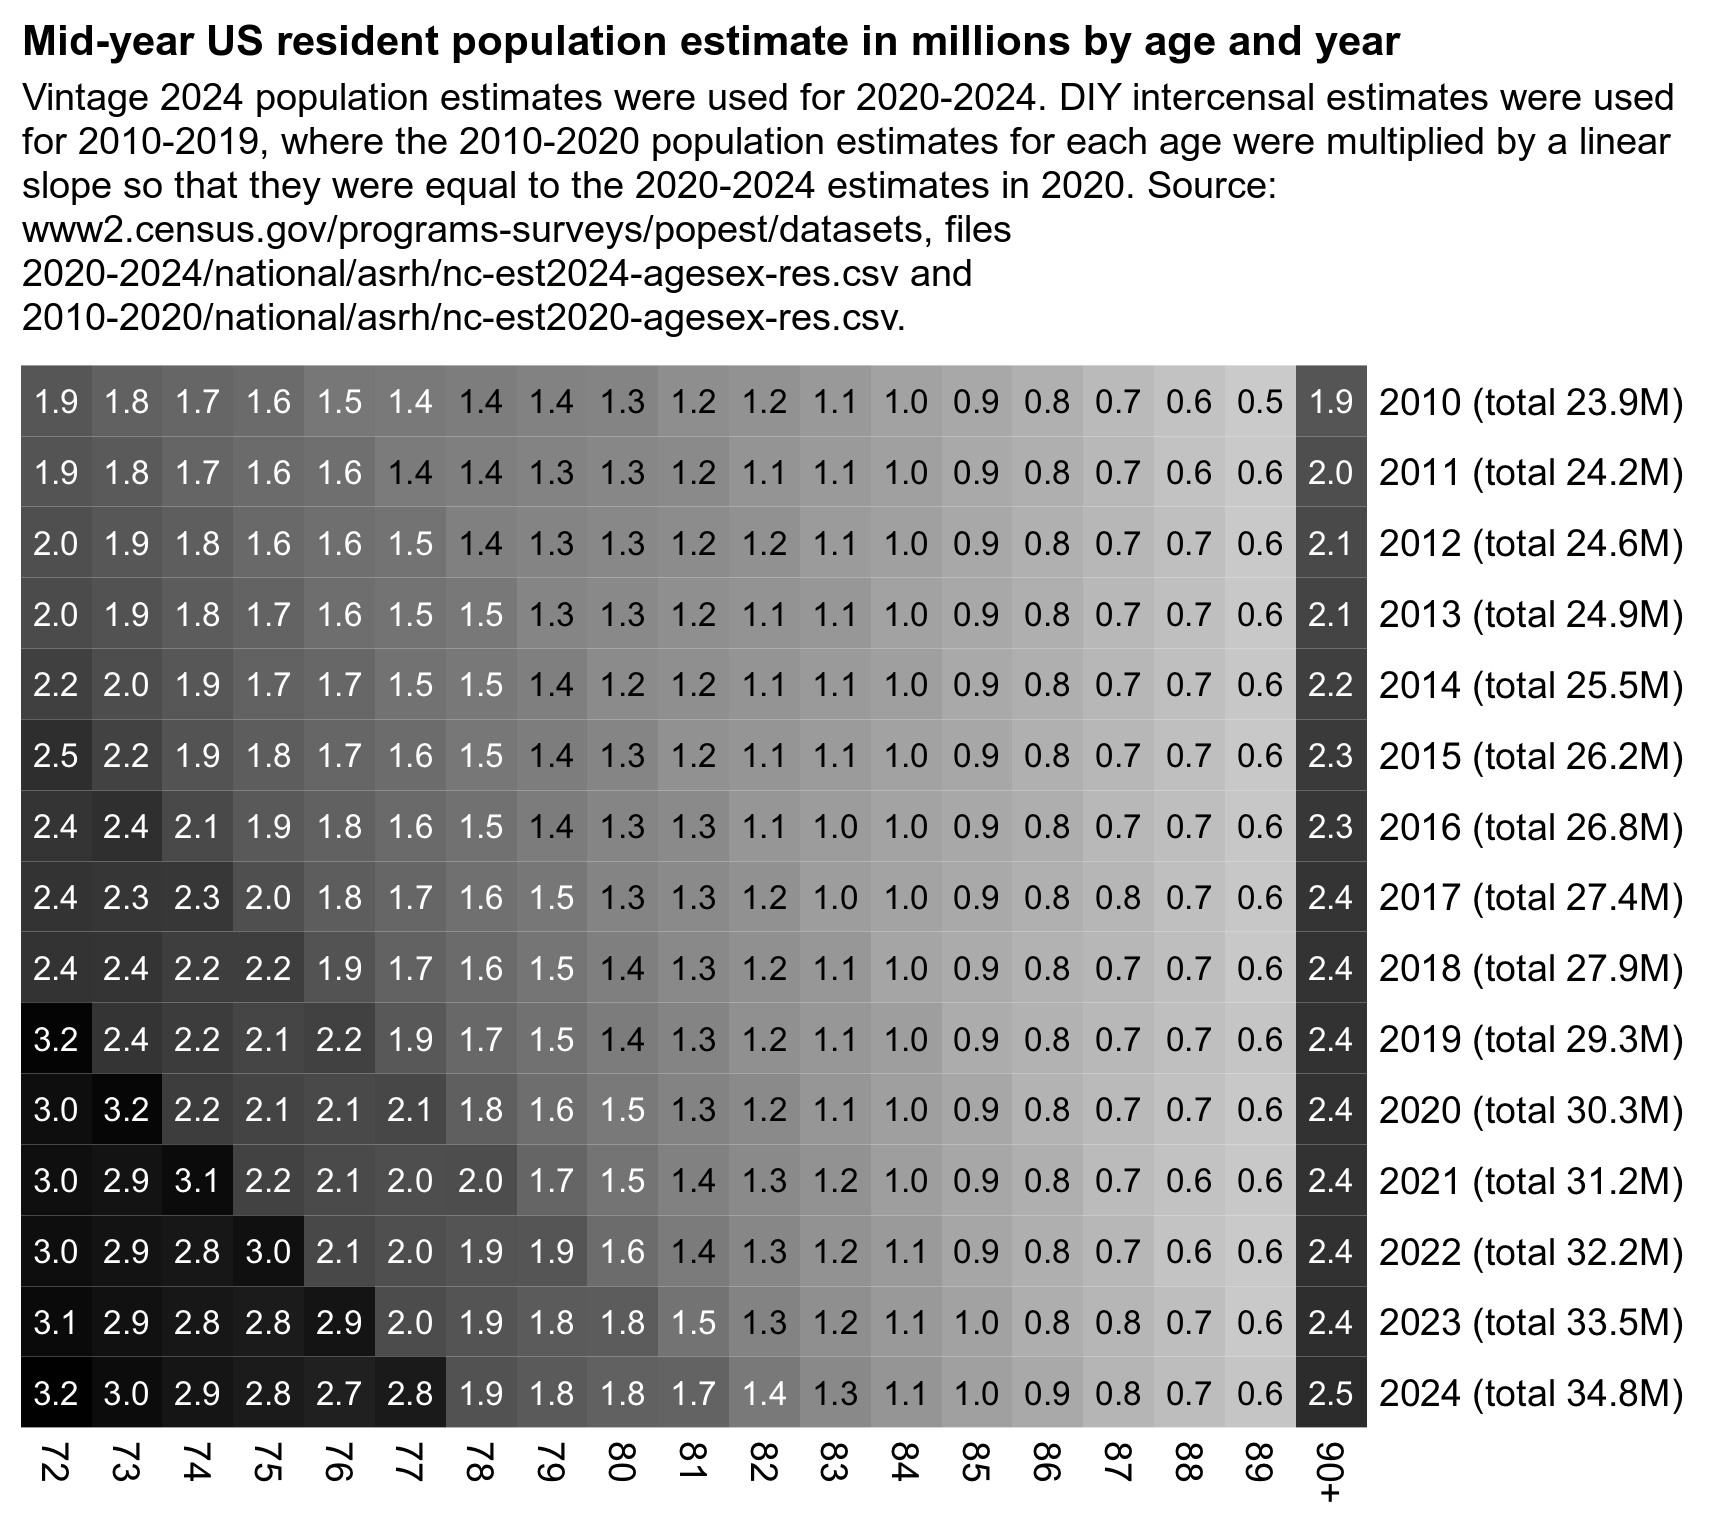 Mid-year US resident population estimate in millions by age and year
Vintage 2024 population estimates were used for 2020-2024. DIY intercensal estimates were used
for 2010-2019, where the 2010-2020 population estimates for each age were multiplied by a linear
slope so that they were equal to the 2020-2024 estimates in 2020. Source:
www2.census.gov/programs-surveys/popest/datasets, files
2020-2024/national/asrh/nc-est2024-agesex-res.csv and
2010-2020/national/asrh/nc-est2020-agesex-res.csv.
1.9 1.8 1.7 1.6 1.5 1.4 1.4 1.4 1.3 1.2 1.2 1.1 1.0 0.9 0.8 0.7 0.6 0.5 1.9 2010 (total 23.9M)
1.9 1.8 1.7 1.6 1.6 1.4 1.4 1.3 1.3 1.2 1.1 1.1 1.0 0.9 0.8 0.7 0.6 0.6 2.0 2011 (total 24.2M)
2.0 1.9 1.8 1.6 1.6 1.5 1.4 1.3 1.3 1.2 1.2 1.1 1.0 0.9 0.8 0.7 0.7 0.6 2.1 2012 (total 24.6M)
2.0 1.9 1.8 1.7 1.6 1.5 1.5 1.3 1.3 1.2 1.1 1.1 1.0 0.9 0.8 0.7 0.7 0.6 2.1 2013 (total 24.9M)
2.2 2.0 1.9 1.7 1.7 1.5 1.5 1.4 1.2 1.2 1.1 1.1 1.0 0.9 0.8 0.7 0.7 0.6 2.2 2014 (total 25.5M)
2.5 2.2 1.9 1.8 1.7 1.6 1.5 1.4 1.3 1.2 1.1 1.1 1.0 0.9 0.8 0.7 0.7 0.6 2.3 2015 (total 26.2M)
2.4 2.4 2.1 1.9 1.8 1.6 1.5 1.4 1.3 1.3 1.1 1.0 1.0 0.9 0.8 0.7 0.7 0.6 2.3 2016 (total 26.8M)
2.4 2.3 2.3 2.0 1.8 1.7 1.6 1.5 1.3 1.3 1.2 1.0 1.0 0.9 0.8 0.8 0.7 0.6 2.4 2017 (total 27.4M)
2.4 2.4 2.2 2.2 1.9 1.7 1.6 1.5 1.4 1.3 1.2 1.1 1.0 0.9 0.8 0.7 0.7 0.6 2.4 2018 (total 27.9M)
3.2 2.4 2.2 2.1 2.2 1.9 1.7 1.5 1.4 1.3 1.2 1.1 1.0 0.9 0.8 0.7 0.7 0.6 2.4 2019 (total 29.3M)
3.0 3.2 2.2 2.1 2.1 2.1 1.8 1.6 1.5 1.3 1.2 1.1 1.0 0.9 0.8 0.7 0.7 0.6 2.4 2020 (total 30.3M)
3.0 2.9 3.1 2.2 2.1 2.0 2.0 1.7 1.5 1.4 1.3 1.2 1.0 0.9 0.8 0.7 0.6 0.6 2.4 2021 (total 31.2M)
3.0 2.9 2.8 3.0 2.1 2.0 1.9 1.9 1.6 1.4 1.3 1.2 1.1 0.9 0.8 0.7 0.6 0.6 2.4 2022 (total 32.2M)
3.1 2.9 2.8 2.8 2.9 2.0 1.9 1.8 1.8 1.5 1.3 1.2 1.1 1.0 0.8 0.8 0.7 0.6 2.4 2023 (total 33.5M)
3.2 3.0 2.9 2.8 2.7 2.8 1.9 1.8 1.8 1.7 1.4 1.3 1.1 1.0 0.9 0.8 0.7 0.6 2.5 2024 (total 34.8M)
72 73 74 75 76 77 78 79 80 81 82 83 84 85 86 87 88 89 90+